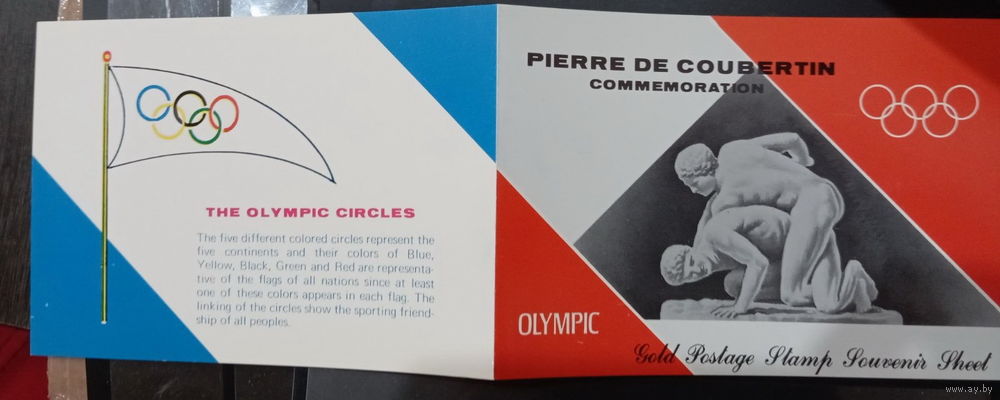 THE OLYMPIC CIRCLES
The five different colored circles represent the
five continents and their colors of Blue,
Yellow, Black, Green and Red are representa-
tive of the flags of all nations since at least
one of these colors appears in each flag. The
linking of the circles show the sporting friend-
ship of all peoples.
PIERRE DE COUBERTIN
COMMEMORATION
OLYMPIC
Gold Postage Stamp Souvenir Sheet
www.ay.by